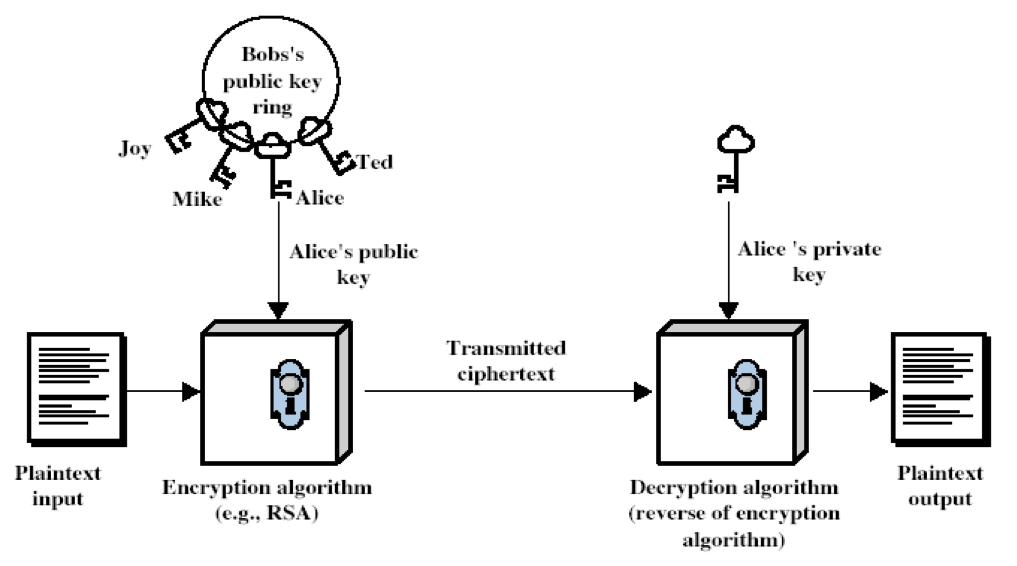 Bobs's
public key
ring
Joy
Ted
Mike
Alice
Alice's public
key
Alice 's private
key
Transmitted
ciphertext
Plaintext
input
Encryption algorithm
(e.g., RSA)
Decryption algorithm
(reverse of encryption
algorithm)
Plaintext
output